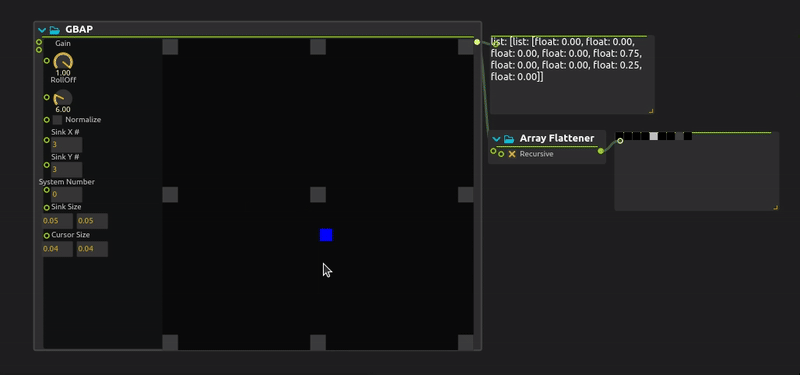 GBAP
Gain
1.00
RollOff
6.00
Normalize
Sink X #
3
Sink Y #
3
System Number
0
Sink Size
0.05 0.05
Cursor Size
0.04 0.04
list: [list: [float: 0.00, float: 0.00,
float: 0.00, float: 0.00, float: 0.75,
float: 0.00, float: 0.00, float: 0.25,
float: 0.00]]
Array Flattener
Recursive